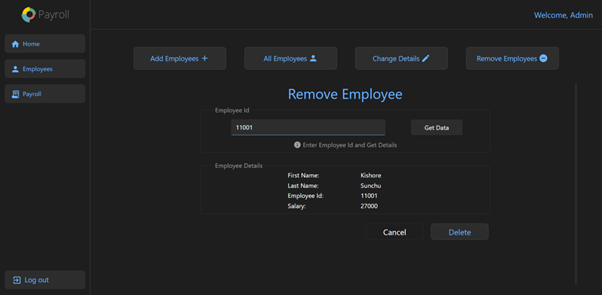 Payroll
Welcome, Admin
Home
Employees
Payroll
Log out
Add Employees
All Employees
Change Details
Remove Employees
Remove Employee
Employee Id
11001
Get Data
Enter Employee Id and Get Details
Employee Details
First Name: Kishore
Last Name: Sunchu
Employee Id: 11001
Salary: 27000
Cancel
Delete